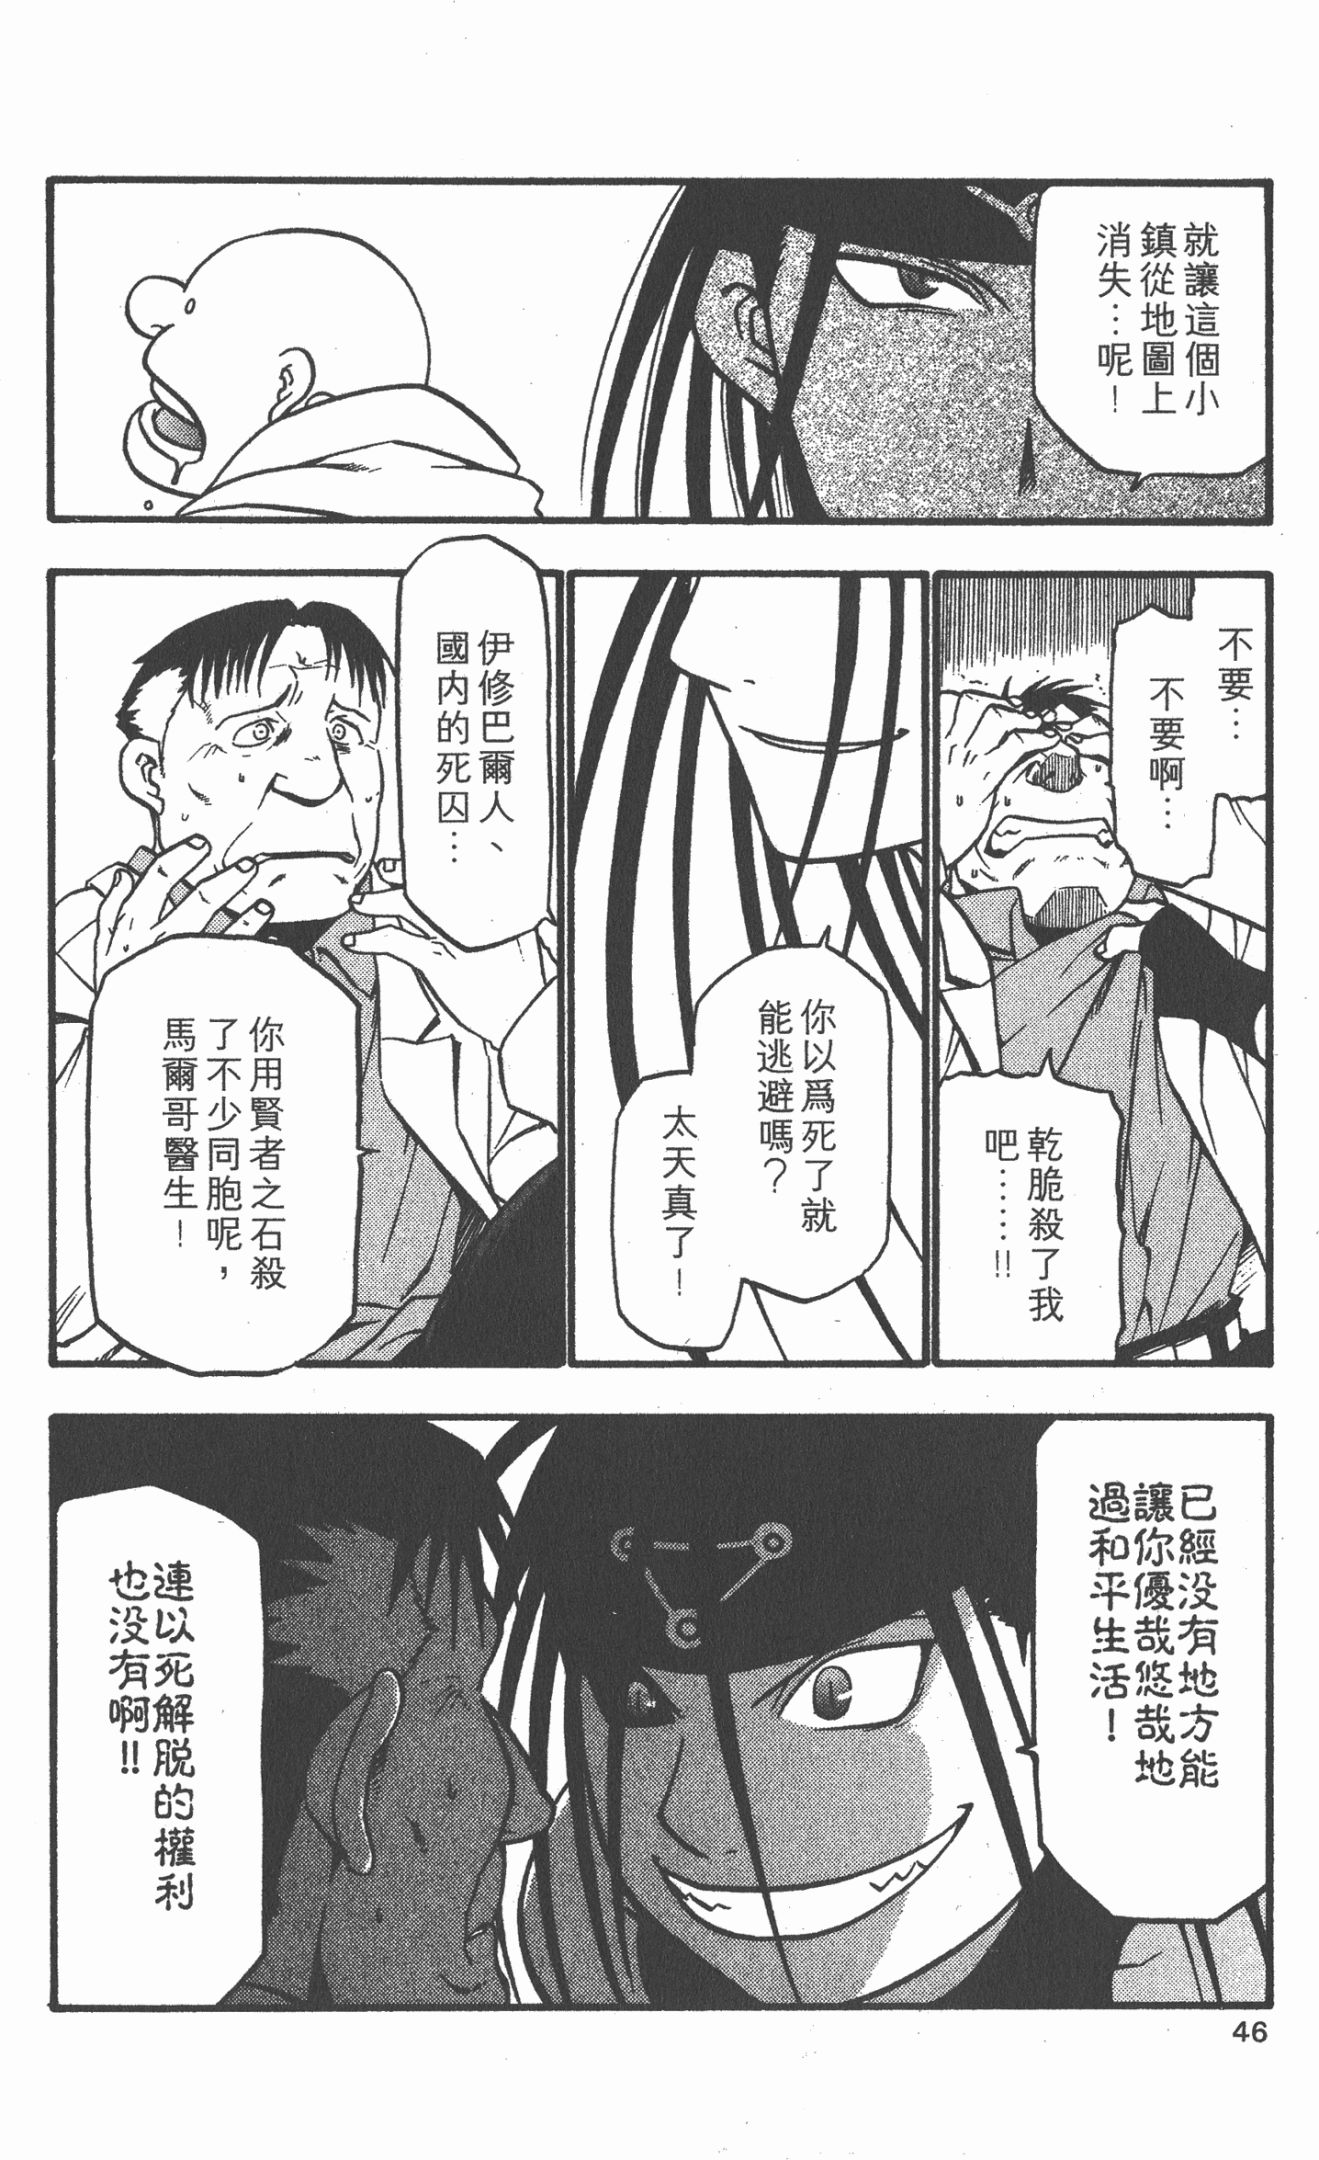 就讓這個小
鎮從地圖上
消失…呢!
不要…
不要啊…
乾脆殺了我
吧……!!
你以爲死了就
能逃避嗎?
太天真了!
伊修巴爾人、
國內的死囚…
你用賢者之石殺
了不少同胞呢,
馬爾哥醫生!
已經没有地方能
讓你優哉悠哉地
過和平生活!
連以死解脱的權利
也没有啊!!
46